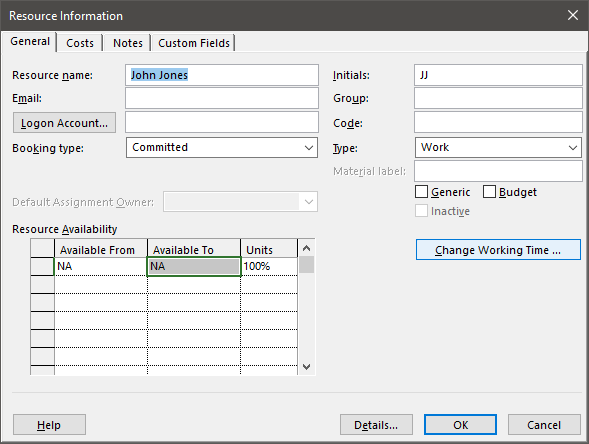 Resource Information
General Costs Notes Custom Fields
Resource name: John Jones Initials: JJ
Email: Group:
Logon Account... Code:
Booking type: Committed Type: Work
Material label:
Default Assignment Owner: Generic Budget
Inactive
Resource Availability
Available From Available To Units Change Working Time ...
NA NA 100%
Help Details... OK Cancel